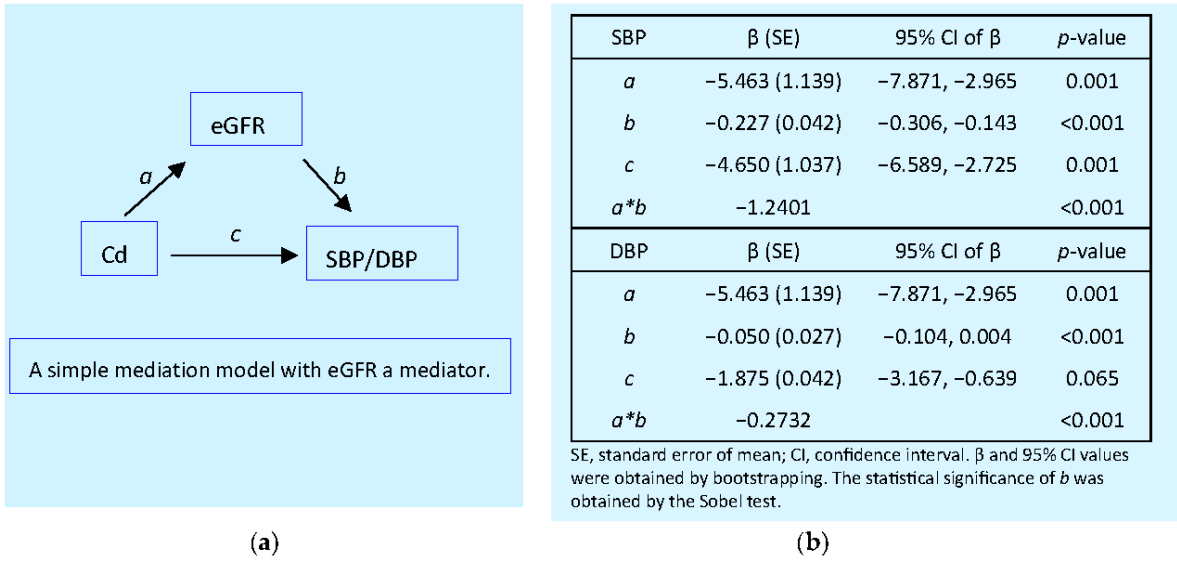 eGFR
a
b
c
Cd
SBP/DBP
A simple mediation model with eGFR a mediator.
(a)
SBP β (SE) 95% CI of β p-value
a −5.463 (1.139) −7.871, −2.965 0.001
b −0.227 (0.042) −0.306, −0.143 <0.001
c −4.650 (1.037) −6.589, −2.725 0.001
a*b −1.2401 <0.001
DBP β (SE) 95% CI of β p-value
a −5.463 (1.139) −7.871, −2.965 0.001
b −0.050 (0.027) −0.104, 0.004 <0.001
c −1.875 (0.042) −3.167, −0.639 0.065
a*b −0.2732 <0.001
SE, standard error of mean; CI, confidence interval. β and 95% CI values
were obtained by bootstrapping. The statistical significance of b was
obtained by the Sobel test.
(b)